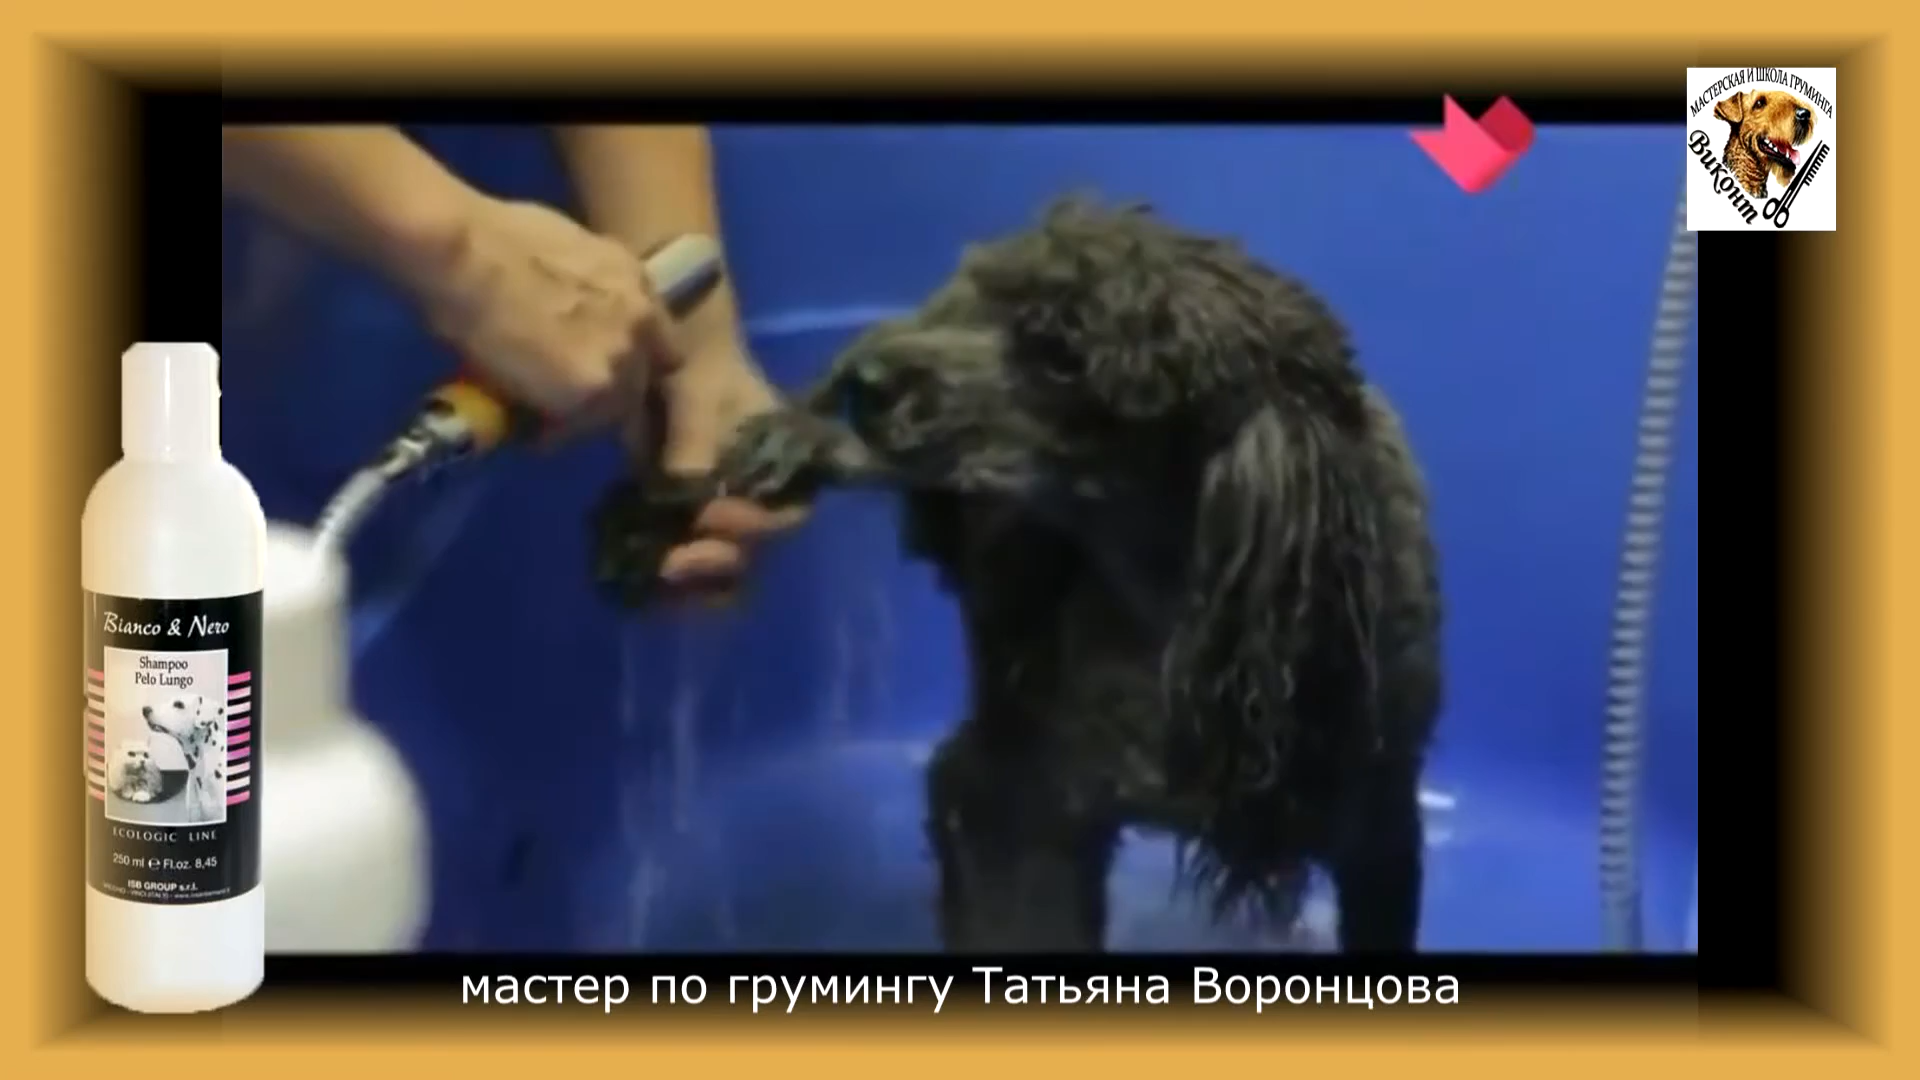 МАСТЕРСКАЯ И ШКОЛА ГРУМИНГА
Виконт
Bianco & Nero
Shampoo
Pelo Lungo
ECOLOGIC LINE
250 ml ℮ Fl.oz. 8,45
ISB GROUP s.r.l.
мастер по грумингу Татьяна Воронцова